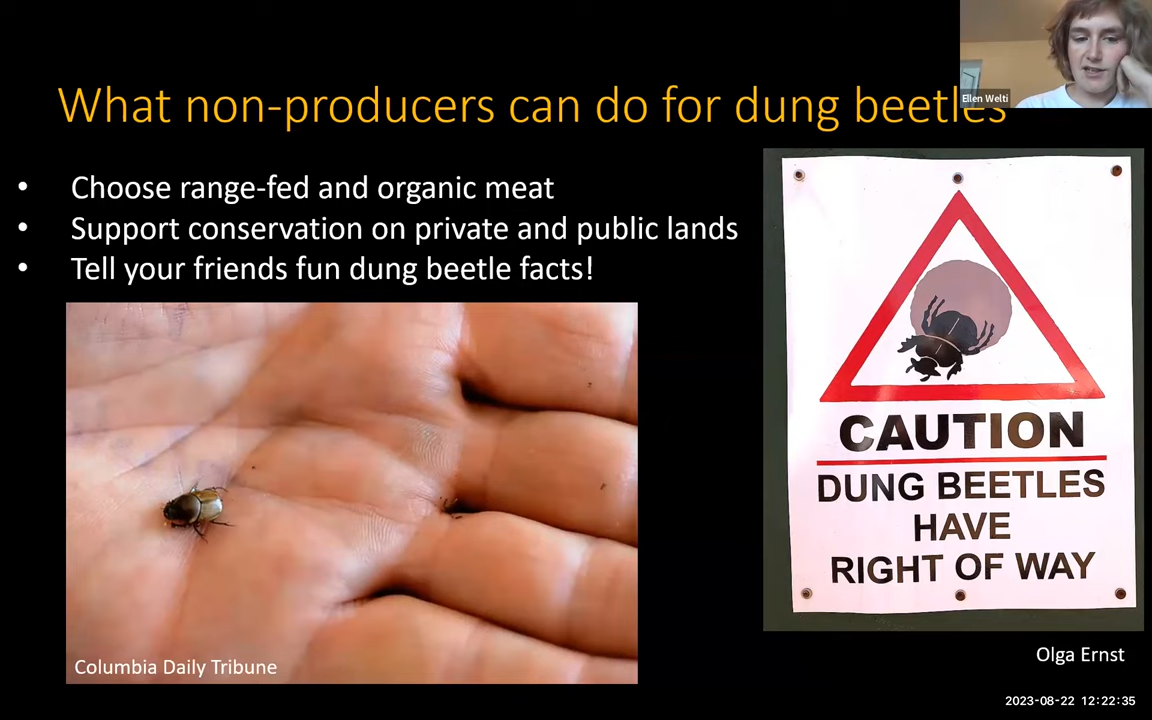 What non-producers can do for dung beetles
Ellen Welti
• Choose range-fed and organic meat
• Support conservation on private and public lands
• Tell your friends fun dung beetle facts!
CAUTION
DUNG BEETLES
HAVE
RIGHT OF WAY
Columbia Daily Tribune
Olga Ernst
2023-08-22 12:22:35